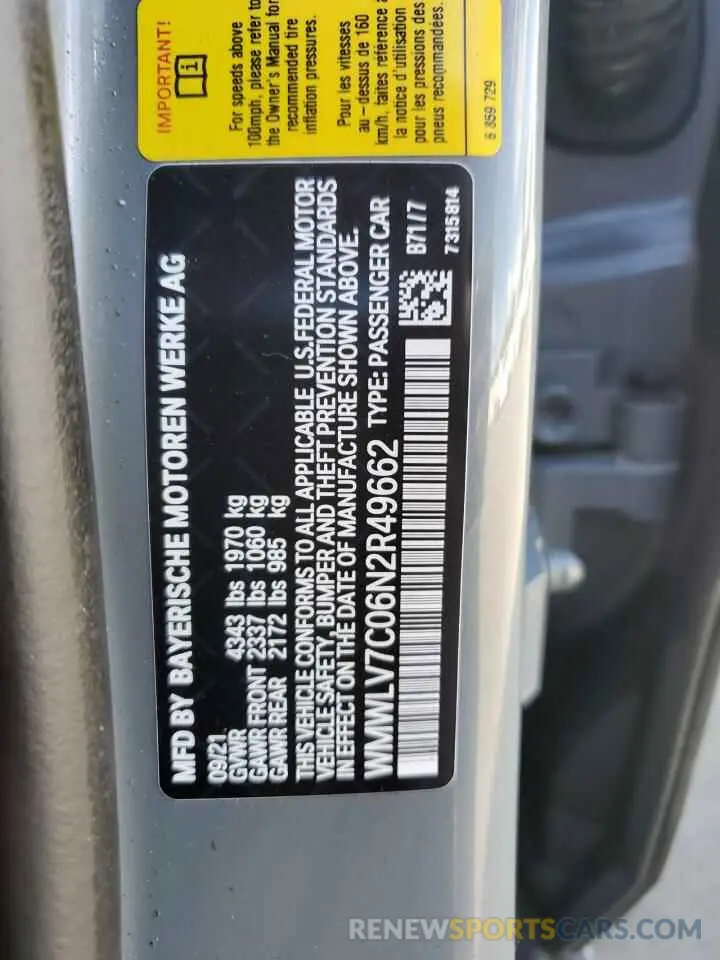 IMPORTANT!
For speeds above
100mph, please refer to
the Owner's Manual for
recommended tire
inflation pressures.
Pour les vitesses
au - dessus de 160
km/h, faites référence
la notice d'utilisation
pour les pressions des
pneus recommandées.
6 859 729
MFD BY BAYERISCHE MOTOREN WERKE AG
09/21
GVWR 4343 lbs 1970 kg
GAWR FRONT 2337 lbs 1060 kg
GAWR REAR 2172 lbs 985 kg
THIS VEHICLE CONFORMS TO ALL APPLICABLE U.S.FEDERAL MOTOR
VEHICLE SAFETY, BUMPER AND THEFT PREVENTION STANDARDS
IN EFFECT ON THE DATE OF MANUFACTURE SHOWN ABOVE.
WMWLV7C06N2R49662 TYPE: PASSENGER CAR
B71/7
7315814
RENEWSPORTSCARS.COM